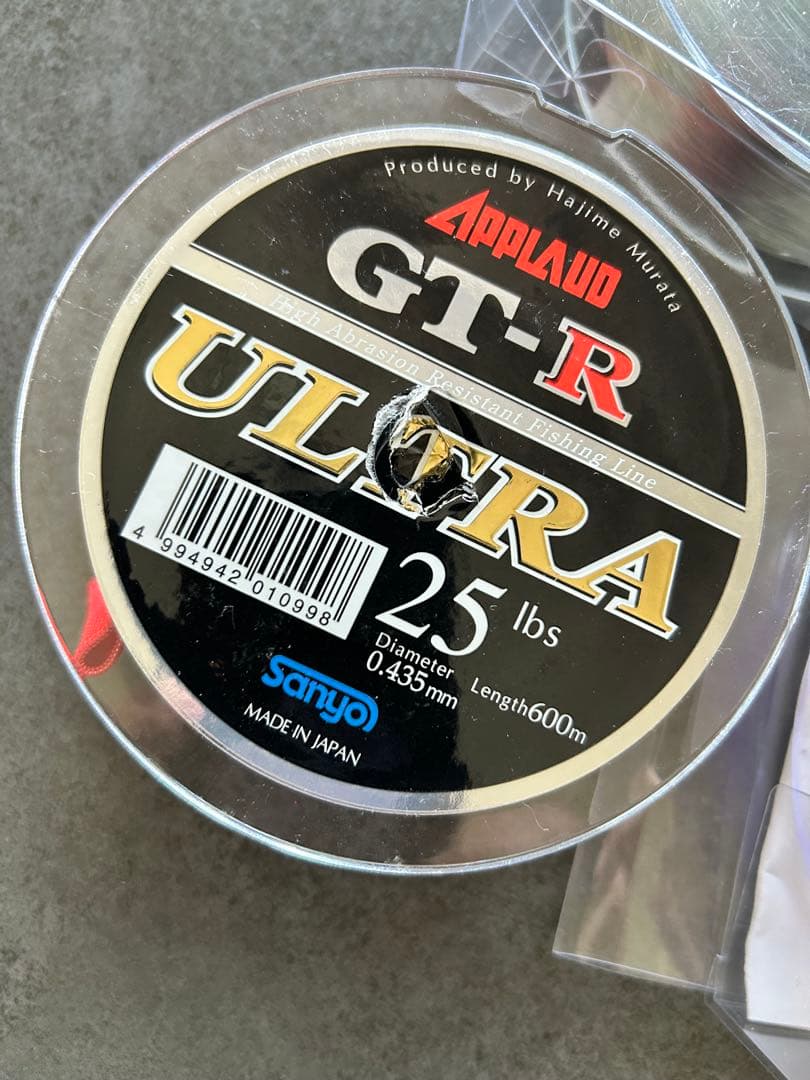 Produced by Hajime Murata
APPLAUD
GT-R
High Abrasion Resistant Fishing Line
ULTRA
4 994942 010998
25 lbs
Diameter
0.435mm
Length600m
Sanyo
MADE IN JAPAN